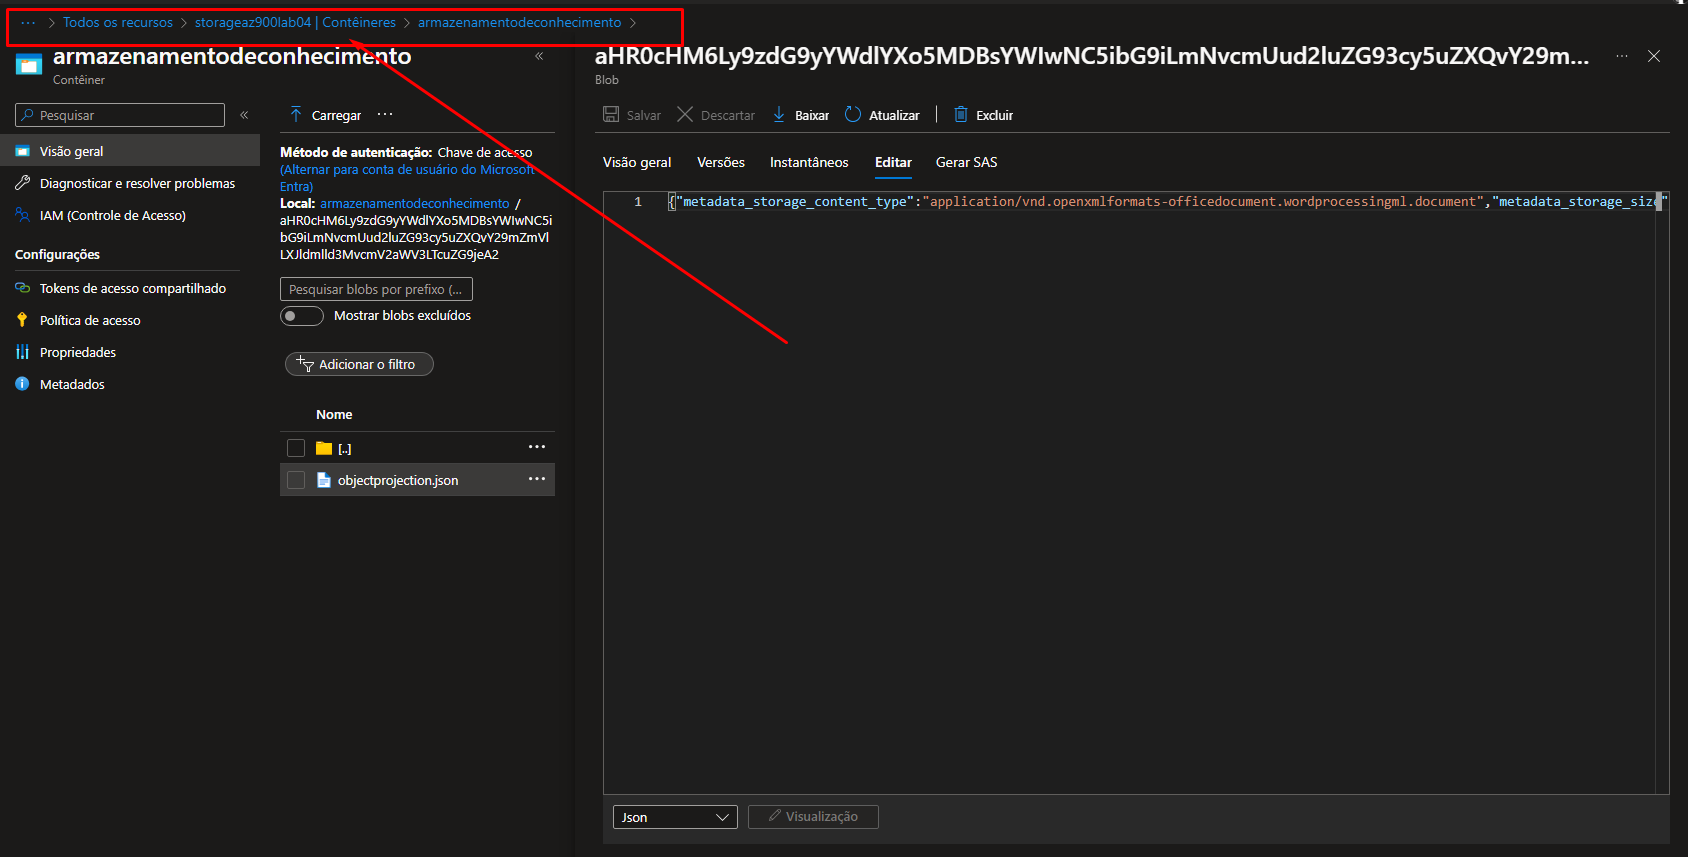 ··· > Todos os recursos > storageaz900lab04 | Contêineres > armazenamentodeconhecimento >
armazenamentodeconhecimento
Contêiner
Pesquisar
Visão geral
Diagnosticar e resolver problemas
IAM (Controle de Acesso)
Configurações
Tokens de acesso compartilhado
Política de acesso
Propriedades
Metadados
Carregar ···
Método de autenticação: Chave de acesso
(Alternar para conta de usuário do Microsoft
Entra)
Local: armazenamentodeconhecimento /
aHR0cHM6Ly9zdG9yYWdlYXo5MDBsYWIwNC5i
bG9iLmNvcmUud2luZG93cy5uZXQvY29mZmVl
LXJldmlld3MvcmV2aWV3LTcuZG9jeA2
Pesquisar blobs por prefixo (...
Mostrar blobs excluídos
Adicionar o filtro
Nome
[..] ···
objectprojection.json ···
aHR0cHM6Ly9zdG9yYWdlYXo5MDBsYWIwNC5ibG9iLmNvcmUud2luZG93cy5uZXQvY29m... ···
Blob
Salvar Descartar Baixar Atualizar Excluir
Visão geral Versões Instantâneos Editar Gerar SAS
1 {"metadata_storage_content_type":"application/vnd.openxmlformats-officedocument.wordprocessingml.document","metadata_storage_size"
Json Visualização